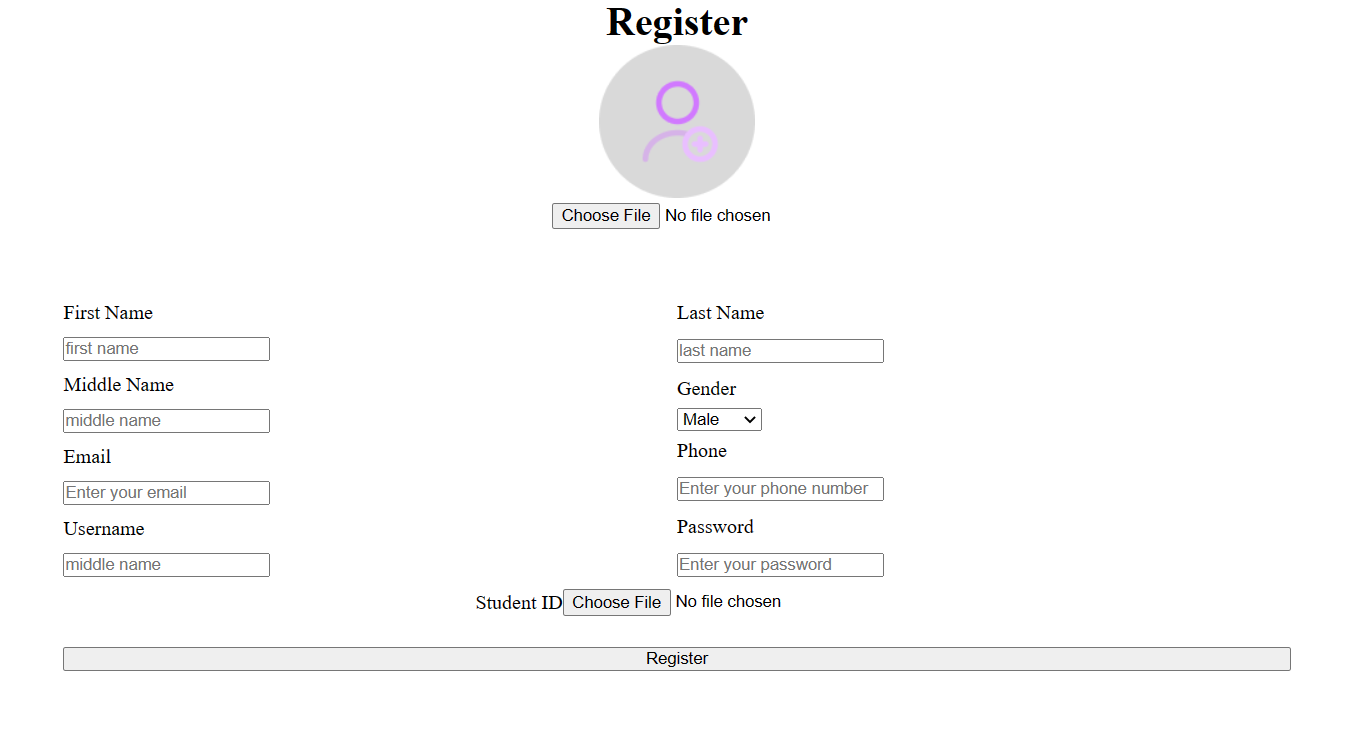 Register
Choose File No file chosen
First Name
Last Name
first name
last name
Middle Name
Gender
middle name
Male
Email
Phone
Enter your email
Enter your phone number
Username
Password
middle name
Enter your password
Student ID Choose File No file chosen
Register